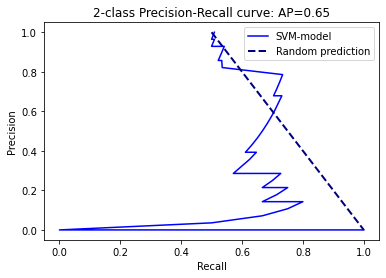 2-class Precision-Recall curve: AP=0.65
SVM-model
Random prediction
Precision
1.0
0.8
0.6
0.4
0.2
0.0
0.0 0.2 0.4 0.6 0.8 1.0
Recall